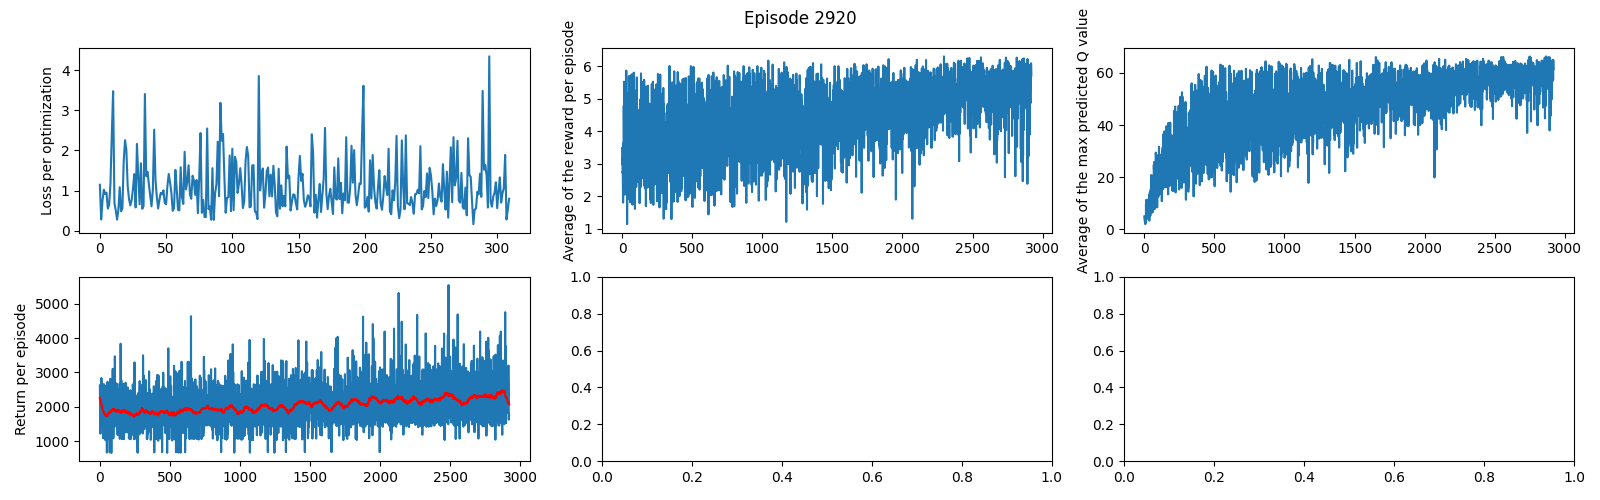 Episode 2920
Loss per optimization
4
3
2
1
0
0 50 100 150 200 250 300
Average of the reward per episode
6
5
4
3
2
1
0 500 1000 1500 2000 2500 3000
Average of the max predicted Q value
60
40
20
0
0 500 1000 1500 2000 2500 3000
Return per episode
5000
4000
3000
2000
1000
0 500 1000 1500 2000 2500 3000
1.0
0.8
0.6
0.4
0.2
0.0
0.0 0.2 0.4 0.6 0.8 1.0
1.0
0.8
0.6
0.4
0.2
0.0
0.0 0.2 0.4 0.6 0.8 1.0